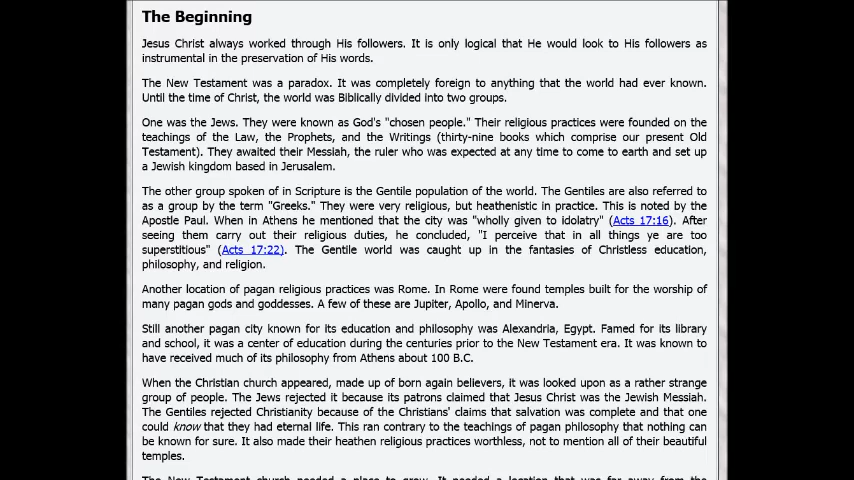 The Beginning
Jesus Christ always worked through His followers. It is only logical that He would look to His followers as
instrumental in the preservation of His words.
The New Testament was a paradox. It was completely foreign to anything that the world had ever known.
Until the time of Christ, the world was Biblically divided into two groups.
One was the Jews. They were known as God's "chosen people." Their religious practices were founded on the
teachings of the Law, the Prophets, and the Writings (thirty-nine books which comprise our present Old
Testament). They awaited their Messiah, the ruler who was expected at any time to come to earth and set up
a Jewish kingdom based in Jerusalem.
The other group spoken of in Scripture is the Gentile population of the world. The Gentiles are also referred to
as a group by the term "Greeks." They were very religious, but heathenistic in practice. This is noted by the
Apostle Paul. When in Athens he mentioned that the city was "wholly given to idolatry" (Acts 17:16). After
seeing them carry out their religious duties, he concluded, "I perceive that in all things ye are too
superstitious" (Acts 17:22). The Gentile world was caught up in the fantasies of Christless education,
philosophy, and religion.
Another location of pagan religious practices was Rome. In Rome were found temples built for the worship of
many pagan gods and goddesses. A few of these are Jupiter, Apollo, and Minerva.
Still another pagan city known for its education and philosophy was Alexandria, Egypt. Famed for its library
and school, it was a center of education during the centuries prior to the New Testament era. It was known to
have received much of its philosophy from Athens about 100 B.C.
When the Christian church appeared, made up of born again believers, it was looked upon as a rather strange
group of people. The Jews rejected it because its patrons claimed that Jesus Christ was the Jewish Messiah.
The Gentiles rejected Christianity because of the Christians' claims that salvation was complete and that one
could know that they had eternal life. This ran contrary to the teachings of pagan philosophy that nothing can
be known for sure. It also made their heathen religious practices worthless, not to mention all of their beautiful
temples.
The New Testament church needed a place to grow. It needed a location that was far away from the